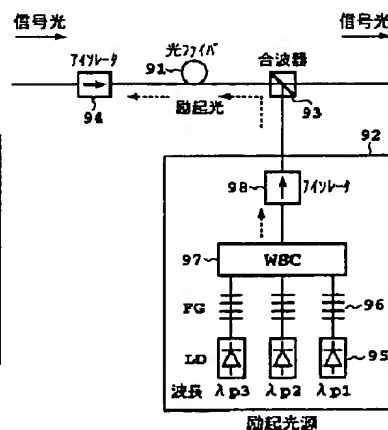 信号光
信号光
光ファイバ
91
アイソレータ
94
合波器
93
励起光
92
98
アイソレータ
97
WSC
FG
96
LD
95
波長 λp3 λp2 λp1
励起光源